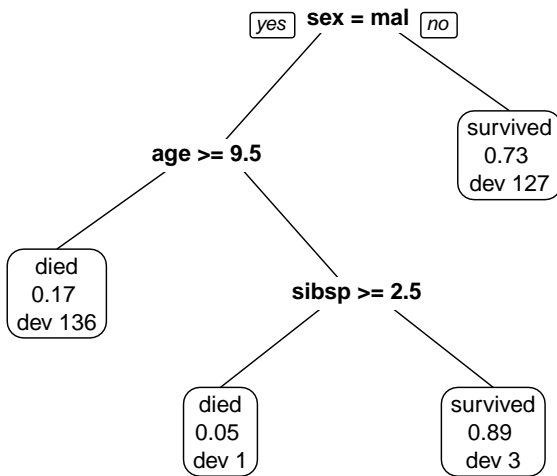 yes sex = mal no
survived
0.73
dev 127
age >= 9.5
died
0.17
dev 136
sibsp >= 2.5
died
0.05
dev 1
survived
0.89
dev 3